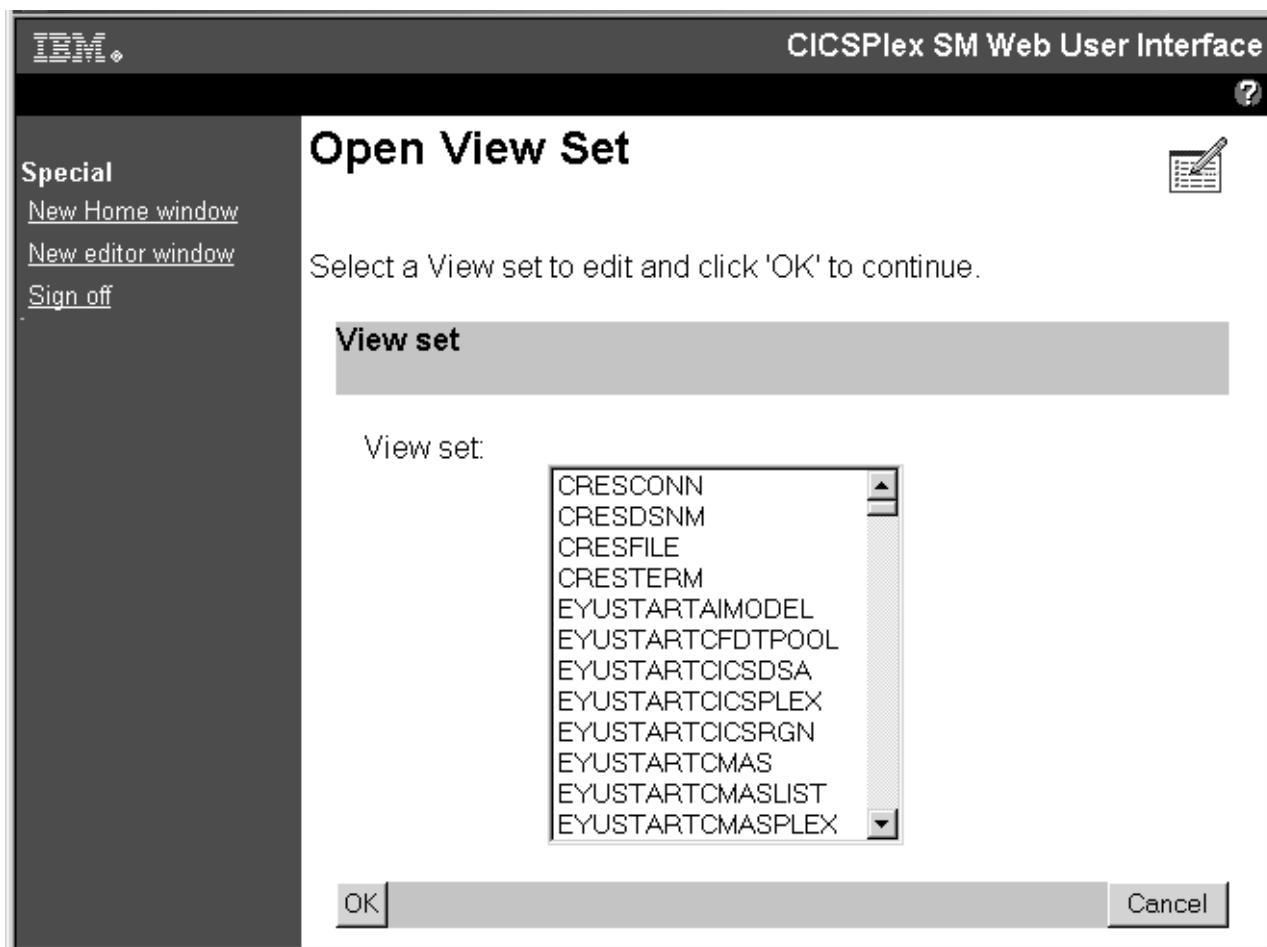 IBM
CICSPlex SM Web User Interface
?
Special
New Home window
New editor window
Sign off
Open View Set
Select a View set to edit and click 'OK' to continue.
View set
View set:
CRESCONN
CRESDSNM
CRESFILE
CRESTERM
EYUSTARTAIMODEL
EYUSTARTCFDTPOOL
EYUSTARTCICSDSA
EYUSTARTCICSPLEX
EYUSTARTCICSRGN
EYUSTARTCMAS
EYUSTARTCMASLIST
EYUSTARTCMASPLEX
OK
Cancel